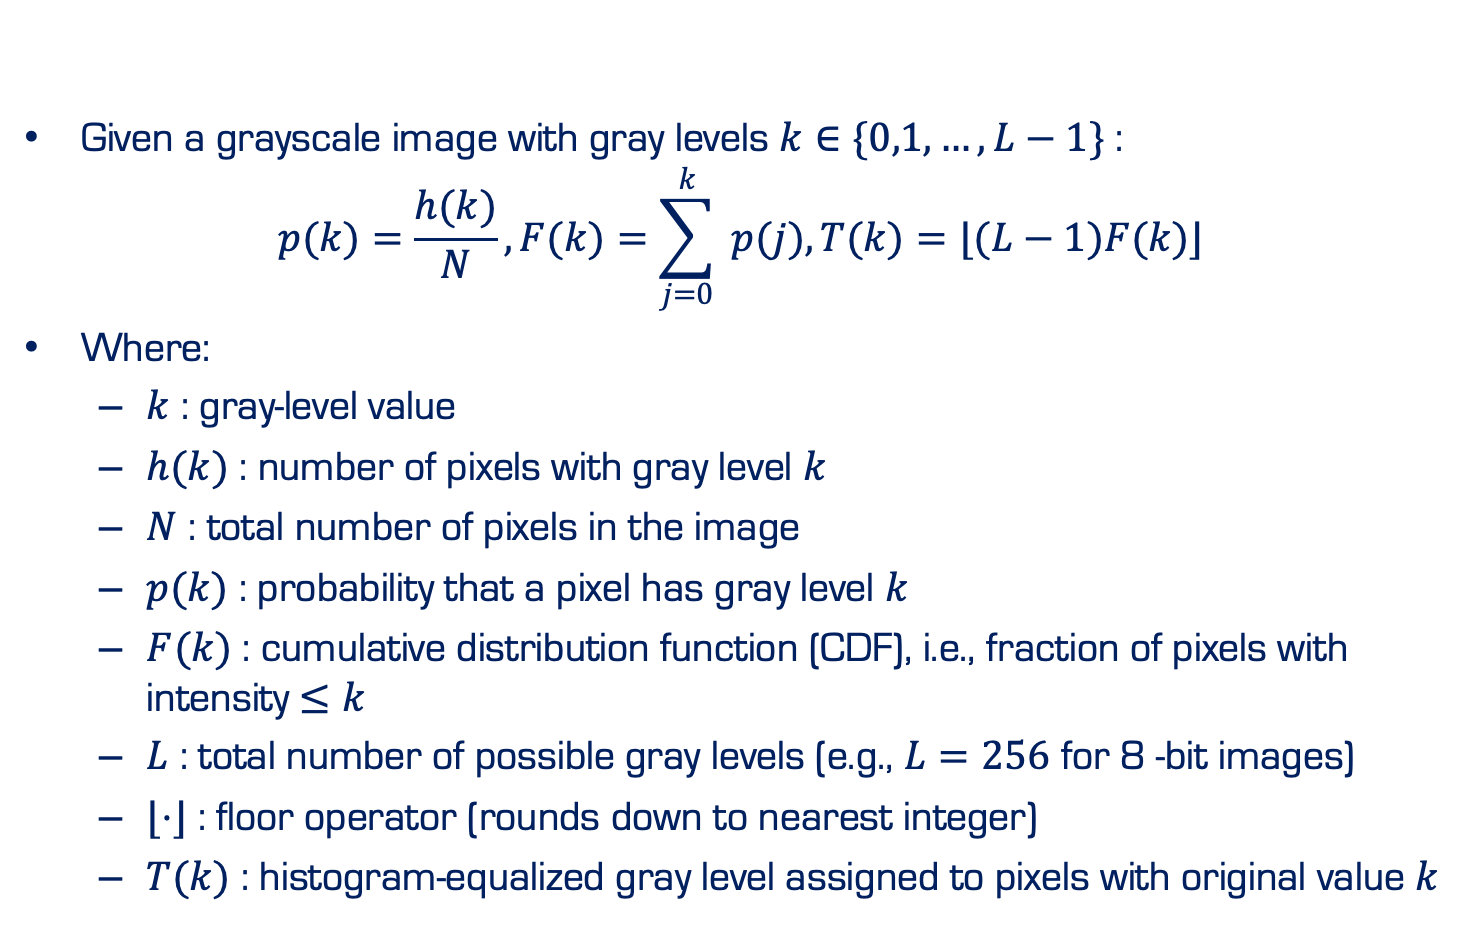 • Given a grayscale image with gray levels k ∈ {0,1, … , L − 1} :
p(k) = h(k)/N , F(k) = ∑_{j=0}^{k} p(j), T(k) = ⌊(L − 1)F(k)⌋
• Where:
– k : gray-level value
– h(k) : number of pixels with gray level k
– N : total number of pixels in the image
– p(k) : probability that a pixel has gray level k
– F(k) : cumulative distribution function (CDF), i.e., fraction of pixels with
intensity ≤ k
– L : total number of possible gray levels (e.g., L = 256 for 8 -bit images)
– ⌊·⌋ : floor operator (rounds down to nearest integer)
– T(k) : histogram-equalized gray level assigned to pixels with original value k